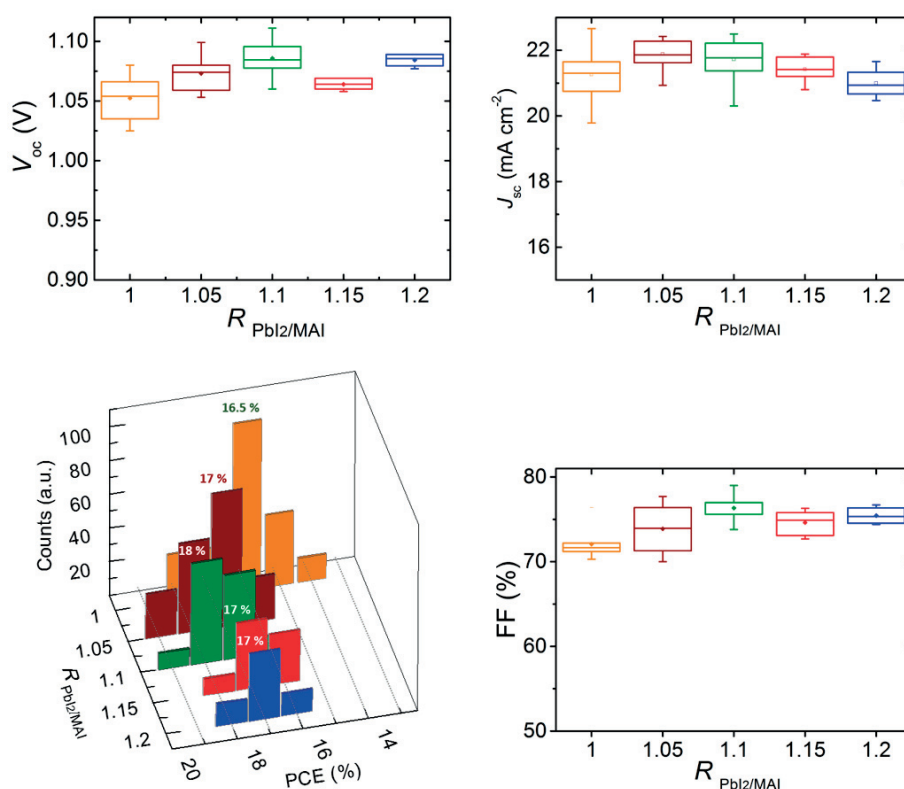 1.10
1.05
1.00
0.95
0.90
V oc (V)
1 1.05 1.1 1.15 1.2
R PbI2/MAI
22
20
18
16
J sc (mA cm⁻²)
1 1.05 1.1 1.15 1.2
R PbI2/MAI
16.5 %
17 %
18 %
17 %
17 %
100
80
60
40
20
Counts (a.u.)
1
1.05
1.1
1.15
1.2
R PbI2/MAI
20 18 16 14
PCE (%)
80
70
60
50
FF (%)
1 1.05 1.1 1.15 1.2
R PbI2/MAI